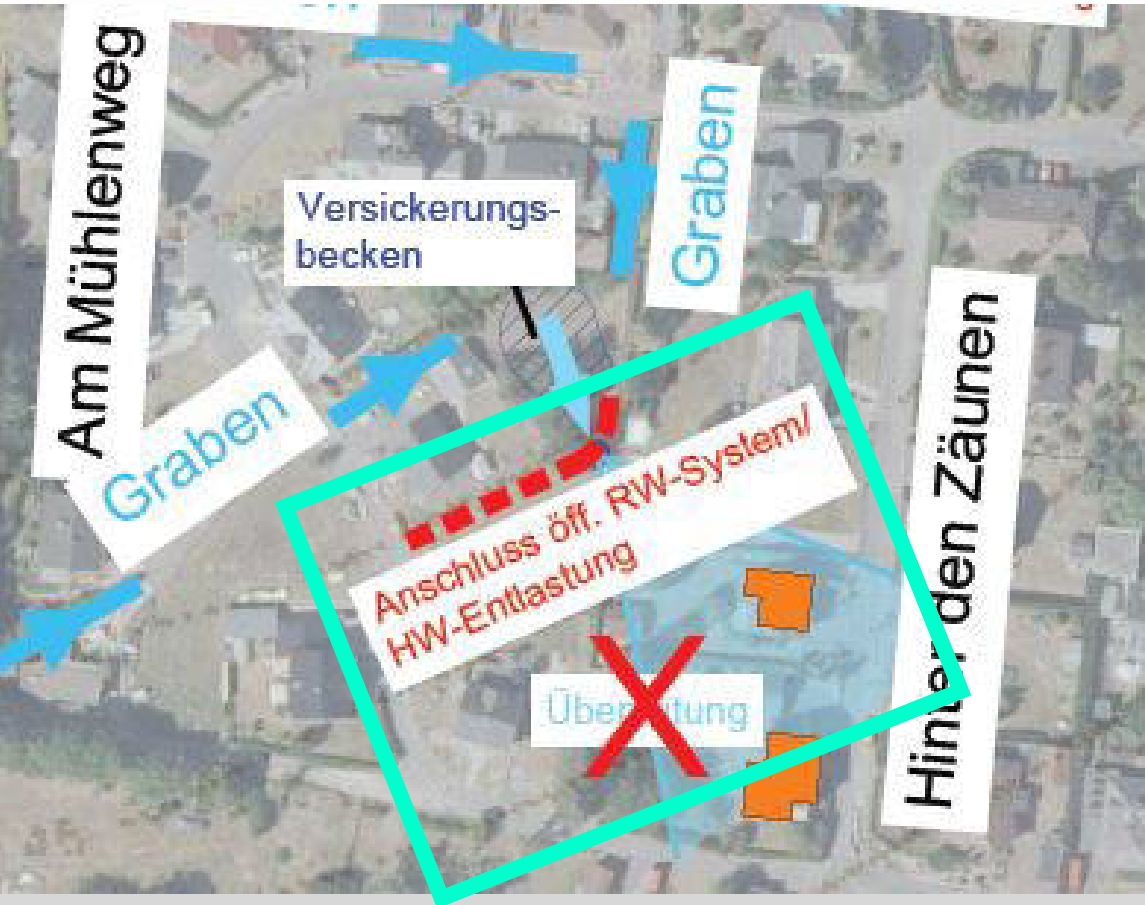 Am Mühlenweg
Graben
Versickerungs-
becken
Graben
Anschluss öff. RW-System/
HW-Entlastung
Hinter den Zäunen